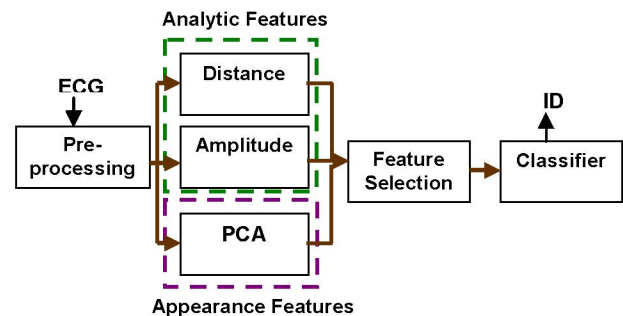 Analytic Features
ECG
Pre-
processing
Distance
Amplitude
PCA
Appearance Features
Feature
Selection
ID
Classifier